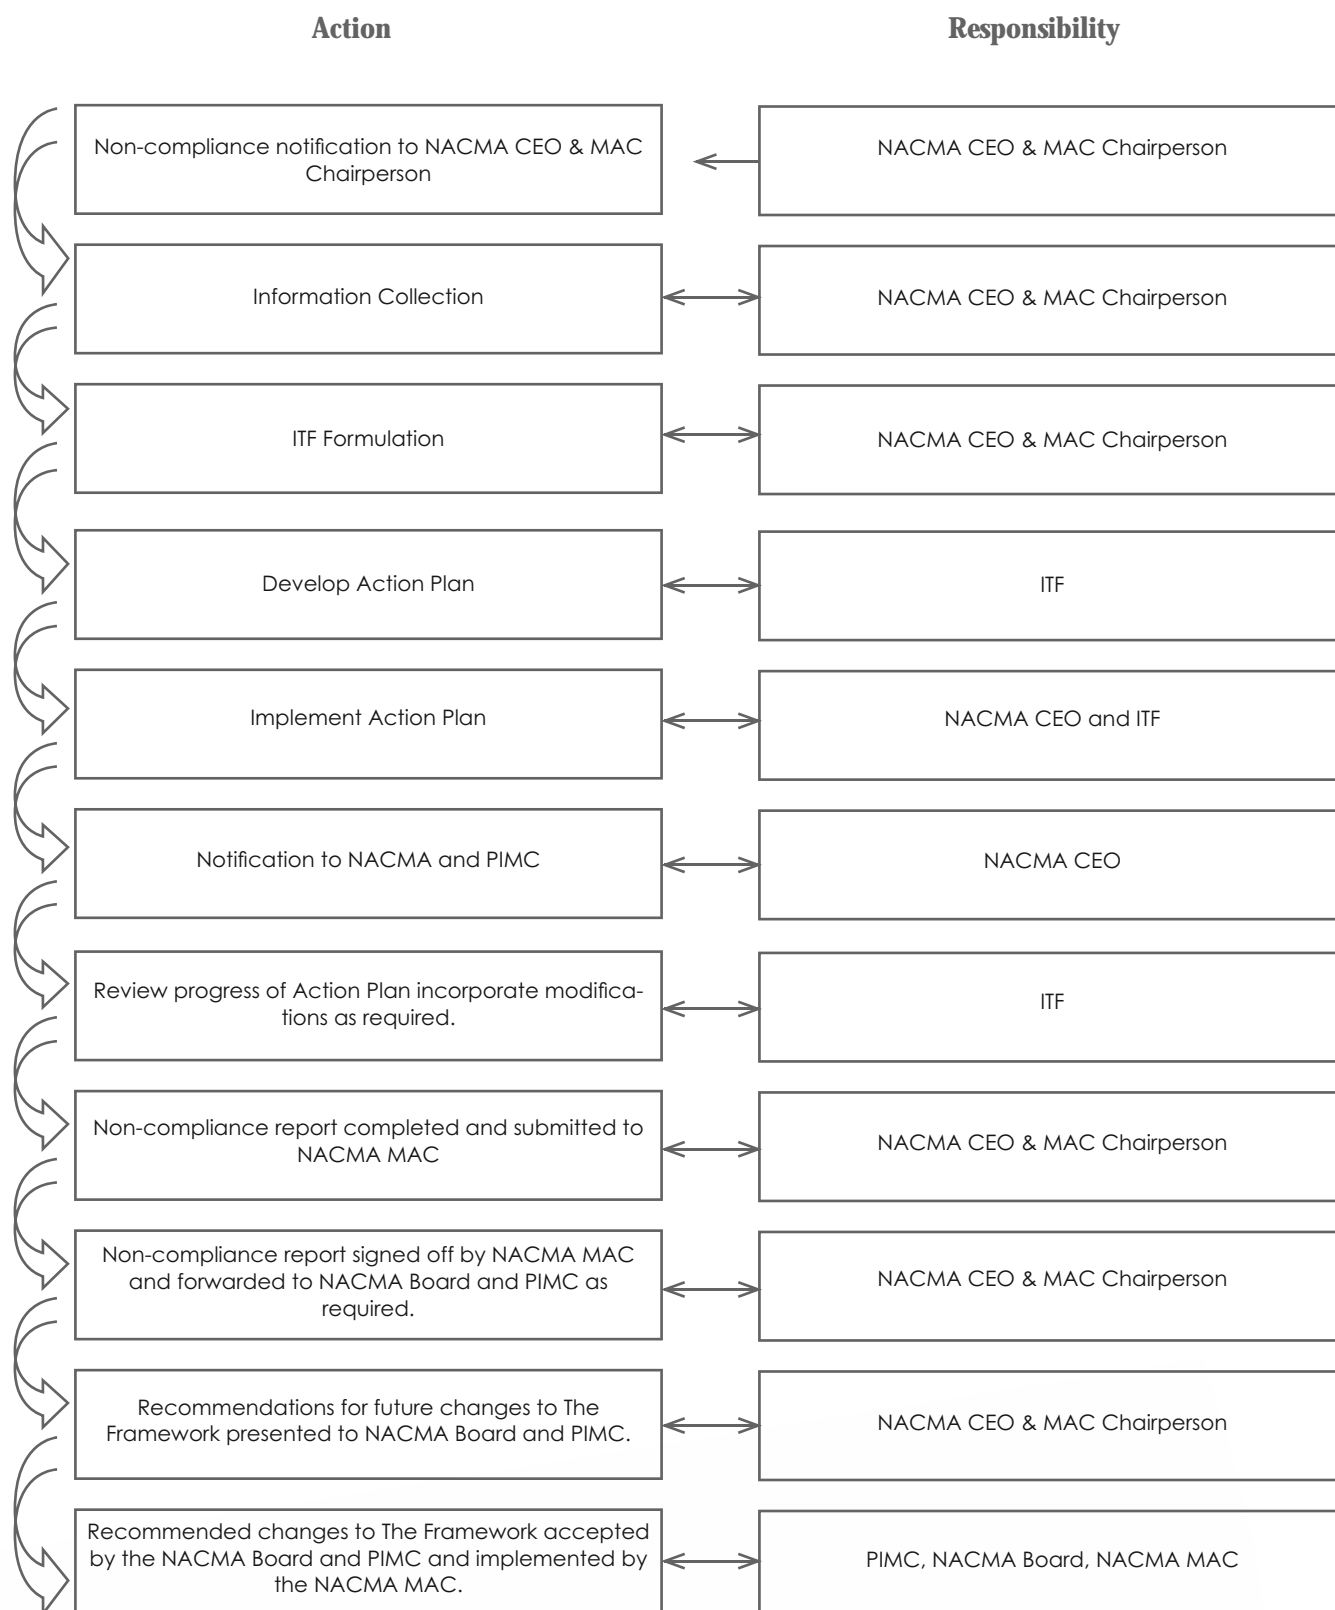 Action
Responsibility
Non-compliance notification to NACMA CEO & MAC
Chairperson
NACMA CEO & MAC Chairperson
Information Collection
NACMA CEO & MAC Chairperson
ITF Formulation
NACMA CEO & MAC Chairperson
Develop Action Plan
ITF
Implement Action Plan
NACMA CEO and ITF
Notification to NACMA and PIMC
NACMA CEO
Review progress of Action Plan incorporate modifica-
tions as required.
ITF
Non-compliance report completed and submitted to
NACMA MAC
NACMA CEO & MAC Chairperson
Non-compliance report signed off by NACMA MAC
and forwarded to NACMA Board and PIMC as
required.
NACMA CEO & MAC Chairperson
Recommendations for future changes to The
Framework presented to NACMA Board and PIMC.
NACMA CEO & MAC Chairperson
Recommended changes to The Framework accepted
by the NACMA Board and PIMC and implemented by
the NACMA MAC.
PIMC, NACMA Board, NACMA MAC